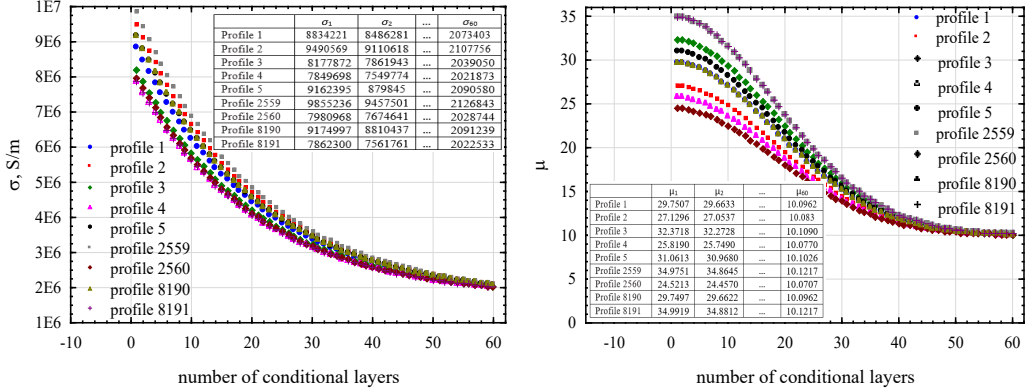 σ, S/m
1E6
2E6
3E6
4E6
5E6
6E6
7E6
8E6
9E6
-10 0 10 20 30 40 50 60
number of conditional layers
profile 1
profile 2
profile 3
profile 4
profile 5
profile 2559
profile 2560
profile 8190
profile 8191
σ1 σ2 ... σ60
Profile 1 8834221 8486281 ... 2073403
Profile 2 9490569 9110618 ... 2107756
Profile 3 8177872 7861943 ... 2039050
Profile 4 7849698 7549774 ... 2021873
Profile 5 9162395 879845 ... 2090580
Profile 2559 9855236 9457501 ... 2126843
Profile 2560 7980968 7674641 ... 2028744
Profile 8190 9174997 8810437 ... 2091239
Profile 8191 7862300 7561761 ... 2022533
μ
0
5
10
15
20
25
30
35
-10 0 10 20 30 40 50 60
number of conditional layers
profile 1
profile 2
profile 3
profile 4
profile 5
profile 2559
profile 2560
profile 8190
profile 8191
μ1 μ2 ... μ60
Profile 1 29.7507 29.6633 ... 10.0962
Profile 2 27.1296 27.0537 ... 10.083
Profile 3 32.3718 32.2728 ... 10.1090
Profile 4 25.8190 25.7490 ... 10.0770
Profile 5 31.0613 30.9680 ... 10.1026
Profile 2559 34.9751 34.8645 ... 10.1217
Profile 2560 24.5213 24.4570 ... 10.0707
Profile 8190 29.7497 29.6622 ... 10.0962
Profile 8191 34.9919 34.8812 ... 10.1217